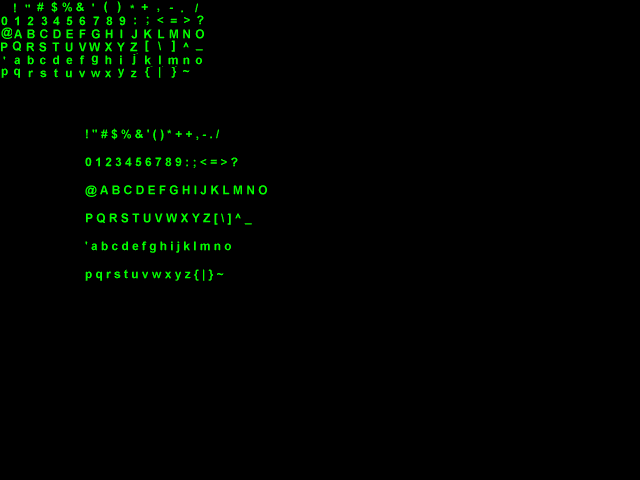 ! " # $ % & ' ( ) * + , - . /
0 1 2 3 4 5 6 7 8 9 : ; < = > ?
@ A B C D E F G H I J K L M N O
P Q R S T U V W X Y Z [ \ ] ^ _
' a b c d e f g h i j k l m n o
p q r s t u v w x y z { | } ~
! " # $ % & ' ( ) * + + , - . /
0 1 2 3 4 5 6 7 8 9 : ; < = > ?
@ A B C D E F G H I J K L M N O
P Q R S T U V W X Y Z [ \ ] ^ _
' a b c d e f g h i j k l m n o
p q r s t u v w x y z { | } ~